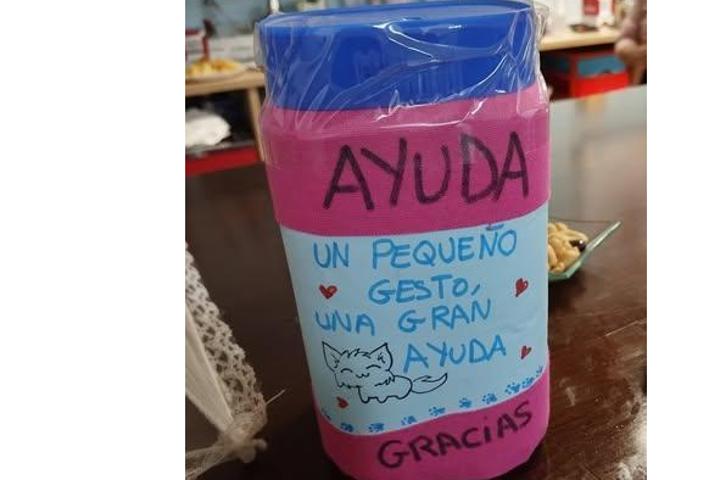 AYUDA
UN PEQUEÑO
GESTO,
UNA GRAN
AYUDA
GRACIAS